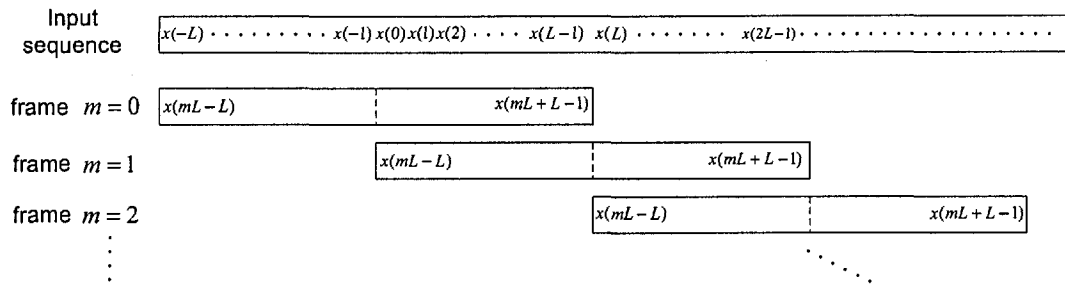 Input
sequence
x(−L) · · · · · · · · · x(−1) x(0) x(1) x(2) · · · · x(L−1) x(L) · · · · · · · x(2L−1) · · · · · · · · · · · · · · · · · ·
frame m = 0
x(mL − L) x(mL + L − 1)
frame m = 1
x(mL − L) x(mL + L − 1)
frame m = 2
x(mL − L) x(mL + L − 1)